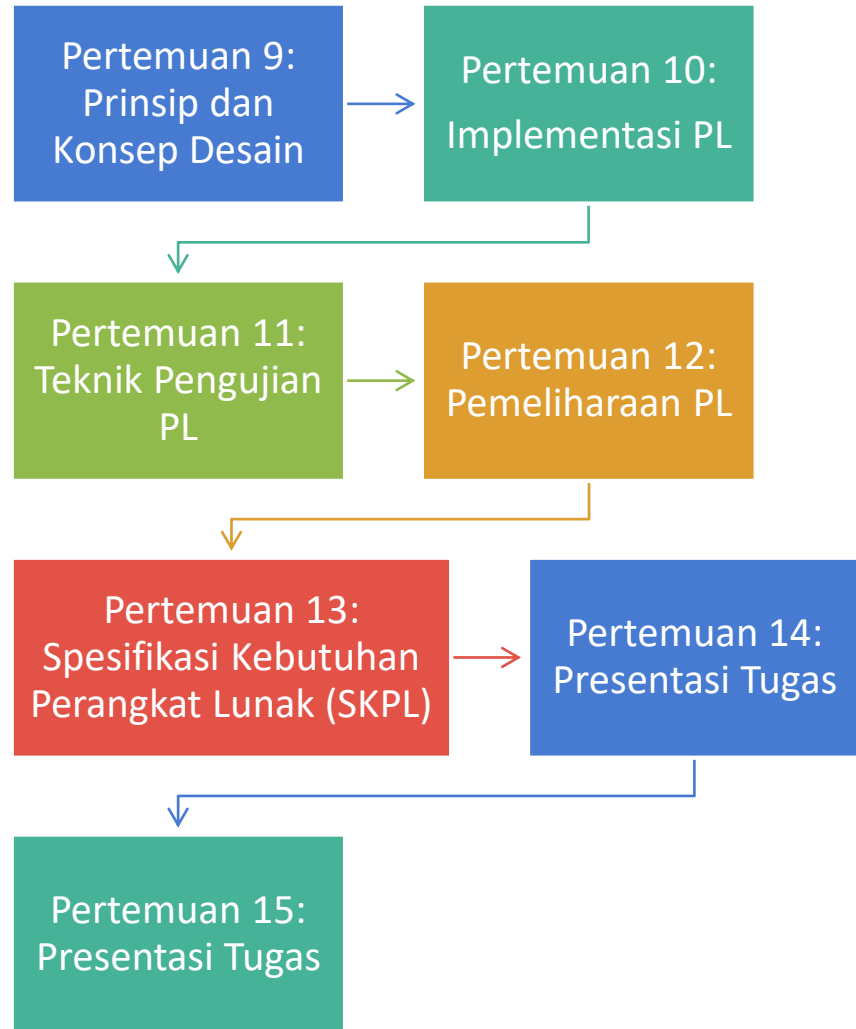 Pertemuan 9:
Prinsip dan
Konsep Desain
Pertemuan 10:
Implementasi PL
Pertemuan 11:
Teknik Pengujian
PL
Pertemuan 12:
Pemeliharaan PL
Pertemuan 13:
Spesifikasi Kebutuhan
Perangkat Lunak (SKPL)
Pertemuan 14:
Presentasi Tugas
Pertemuan 15:
Presentasi Tugas